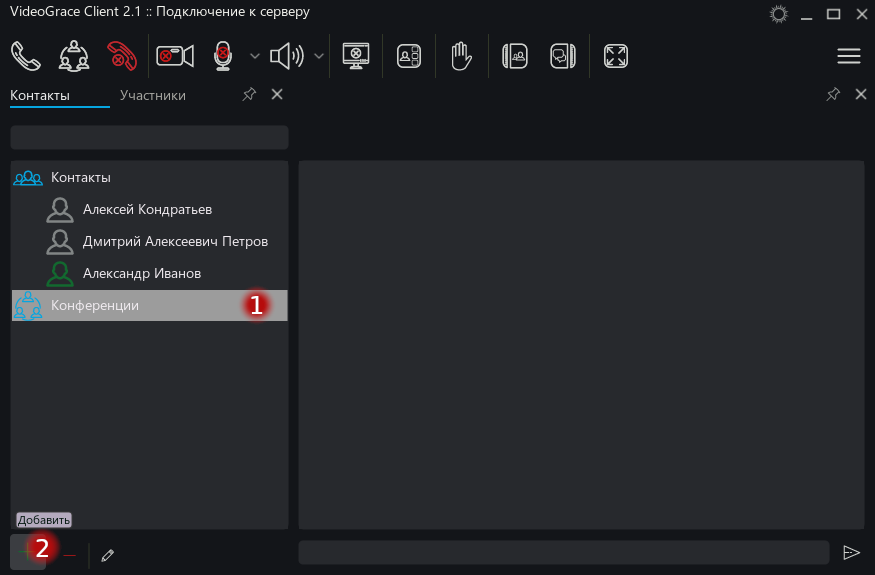 VideoGrace Client 2.1 :: Подключение к серверу
Контакты Участники
Контакты
Алексей Кондратьев
Дмитрий Алексеевич Петров
Александр Иванов
Конференции 1
Добавить
2